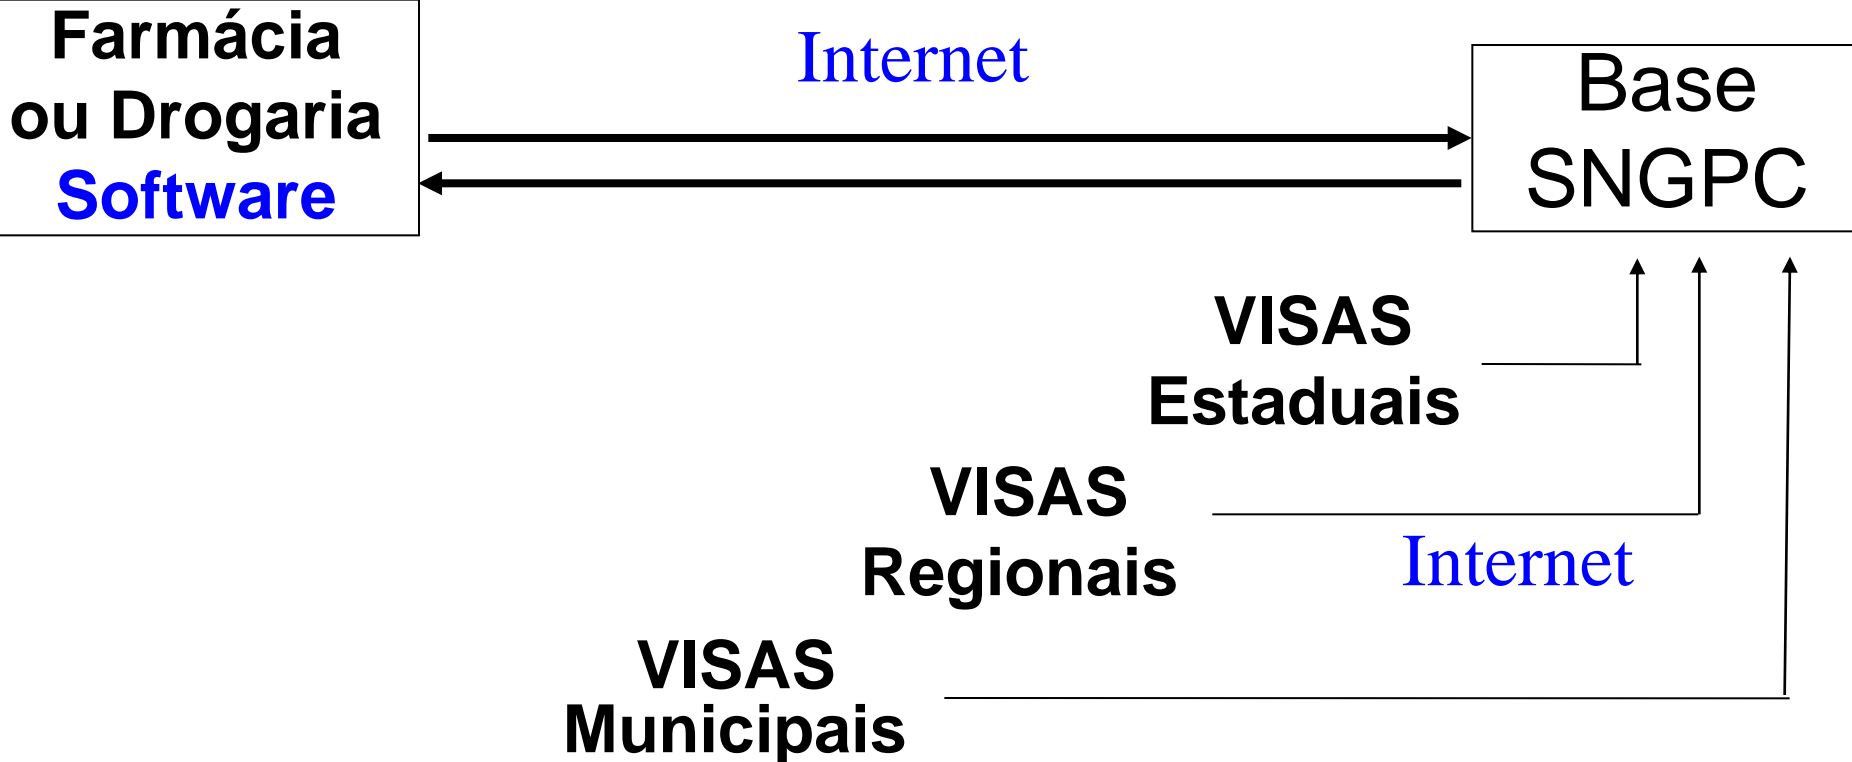 Farmácia
ou Drogaria
Software
Internet
Base
SNGPC
VISAS
Estaduais
VISAS
Regionais
Internet
VISAS
Municipais